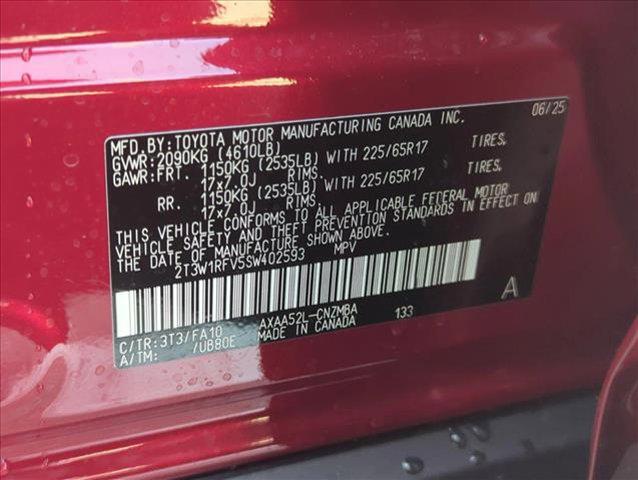 MFD.BY:TOYOTA MOTOR MANUFACTURING CANADA INC. 06/25
GVWR:2090KG (4610LB)
GAWR:FRT. 1150KG (2535LB) WITH 225/65R17 TIRES.
17x7.0J RIMS.
RR. 1150KG (2535LB) WITH 225/65R17 TIRES.
17x7.0J RIMS.
THIS VEHICLE CONFORMS TO ALL APPLICABLE FEDERAL MOTOR
VEHICLE SAFETY AND THEFT PREVENTION STANDARDS IN EFFECT ON
THE DATE OF MANUFACTURE SHOWN ABOVE.
2T3W1RFV5SW402593 MPV
A
C/TR:3T3/FA10 AXAA52L-CNZMBA 133
A/TM: /UB80E MADE IN CANADA